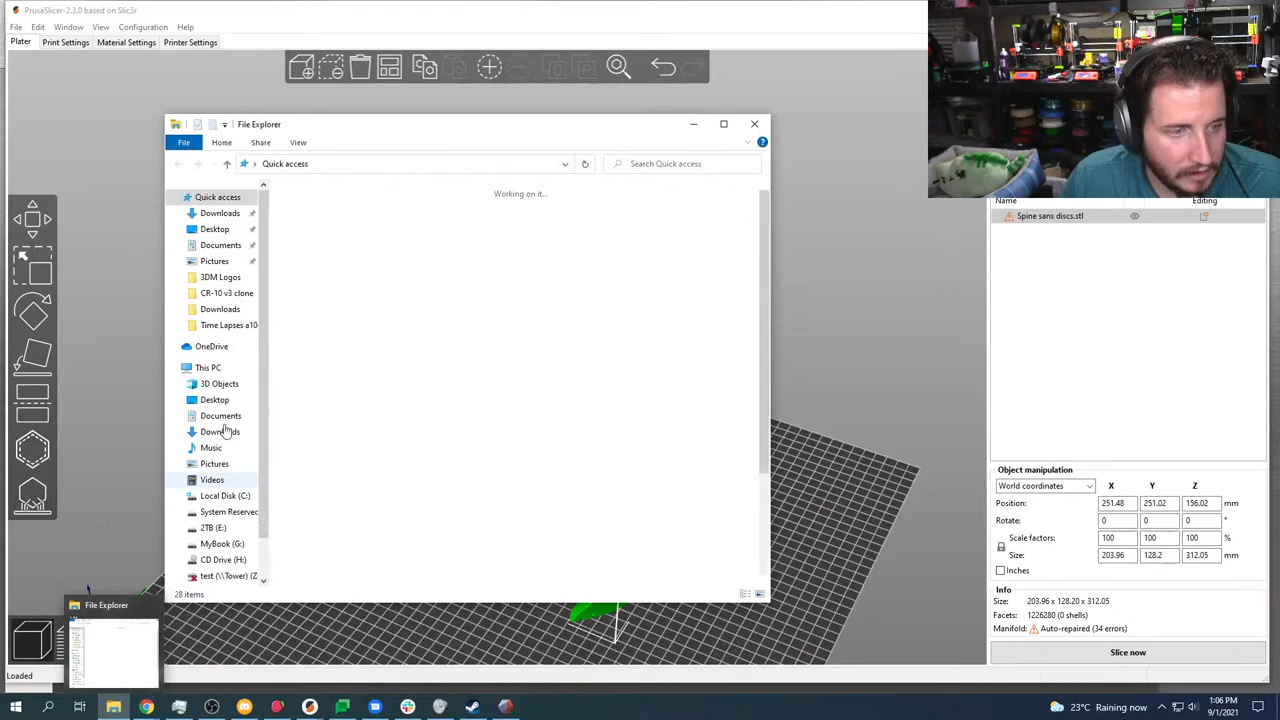 PrusaSlicer-2.3.0 based on Slic3r
File Edit Window View Configuration Help
Plater Print Settings Material Settings Printer Settings
File Explorer
File Home Share View
Quick access Search Quick access
Working on it...
Quick access
Downloads
Desktop
Documents
Pictures
3DM Logos
CR-10 v3 clone
Downloads
Time Lapses a10
OneDrive
This PC
3D Objects
Desktop
Documents
Downloads
Music
Pictures
Videos
Local Disk (C:)
System Reserved
2TB (E:)
MyBook (G:)
CD Drive (H:)
test (\\Tower) (Z
28 items
Name Editing
Spine sans discs.stl
Object manipulation
World coordinates X Y Z
Position: 251.48 251.02 156.02 mm
Rotate: 0 0 0 °
Scale factors: 100 100 100 %
Size: 203.96 128.2 312.05 mm
Inches
Info
Size: 203.96 x 128.20 x 312.05
Facets: 1226280 (0 shells)
Manifold: Auto-repaired (34 errors)
Slice now
File Explorer
Loaded
23°C Raining now
1:06 PM
9/1/2021